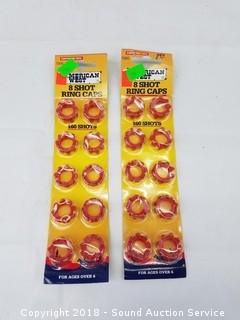 MERICAN
WEST
8 SHOT
RING CAPS
160 SHOTS
FOR AGES OVER 6
MERICAN
WEST
8 SHOT
RING CAPS
160 SHOTS
FOR AGES OVER 6
Copyright 2018 - Sound Auction Service